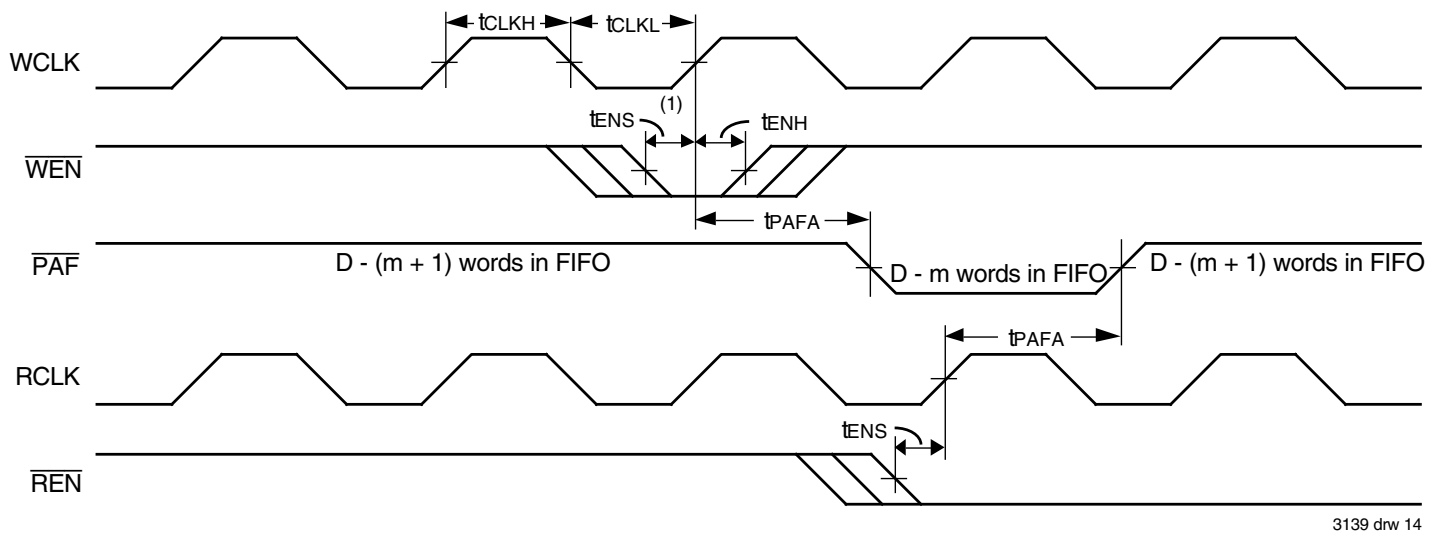 tCLKH
tCLKL
WCLK
(1)
tENS
tENH
WEN
tPAFA
PAF
D - (m + 1) words in FIFO
D - m words in FIFO
D - (m + 1) words in FIFO
tPAFA
RCLK
tENS
REN
3139 drw 14